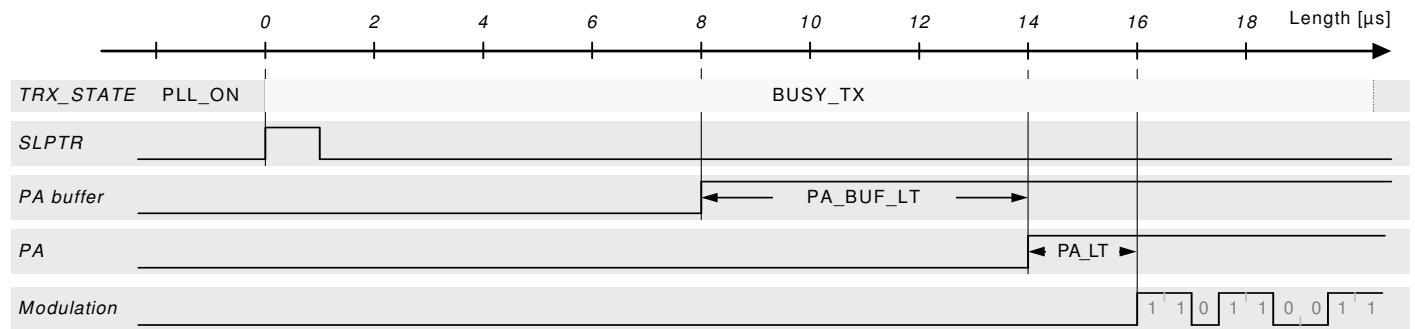 0 2 4 6 8 10 12 14 16 18 Length [µs]
TRX_STATE PLL_ON BUSY_TX
SLPTR
PA buffer PA_BUF_LT
PA PA_LT
Modulation 1 1 0 1 1 0 0 1 1